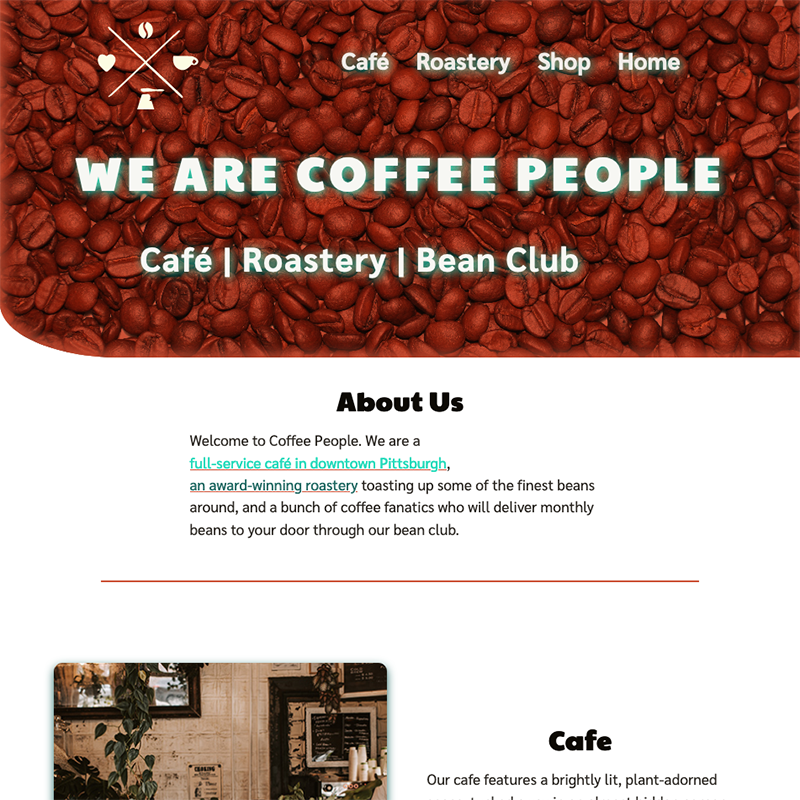 Café Roastery Shop Home
WE ARE COFFEE PEOPLE
Café | Roastery | Bean Club
About Us
Welcome to Coffee People. We are a
full-service café in downtown Pittsburgh,
an award-winning roastery toasting up some of the finest beans
around, and a bunch of coffee fanatics who will deliver monthly
beans to your door through our bean club.
Cafe
Our cafe features a brightly lit, plant-adorned